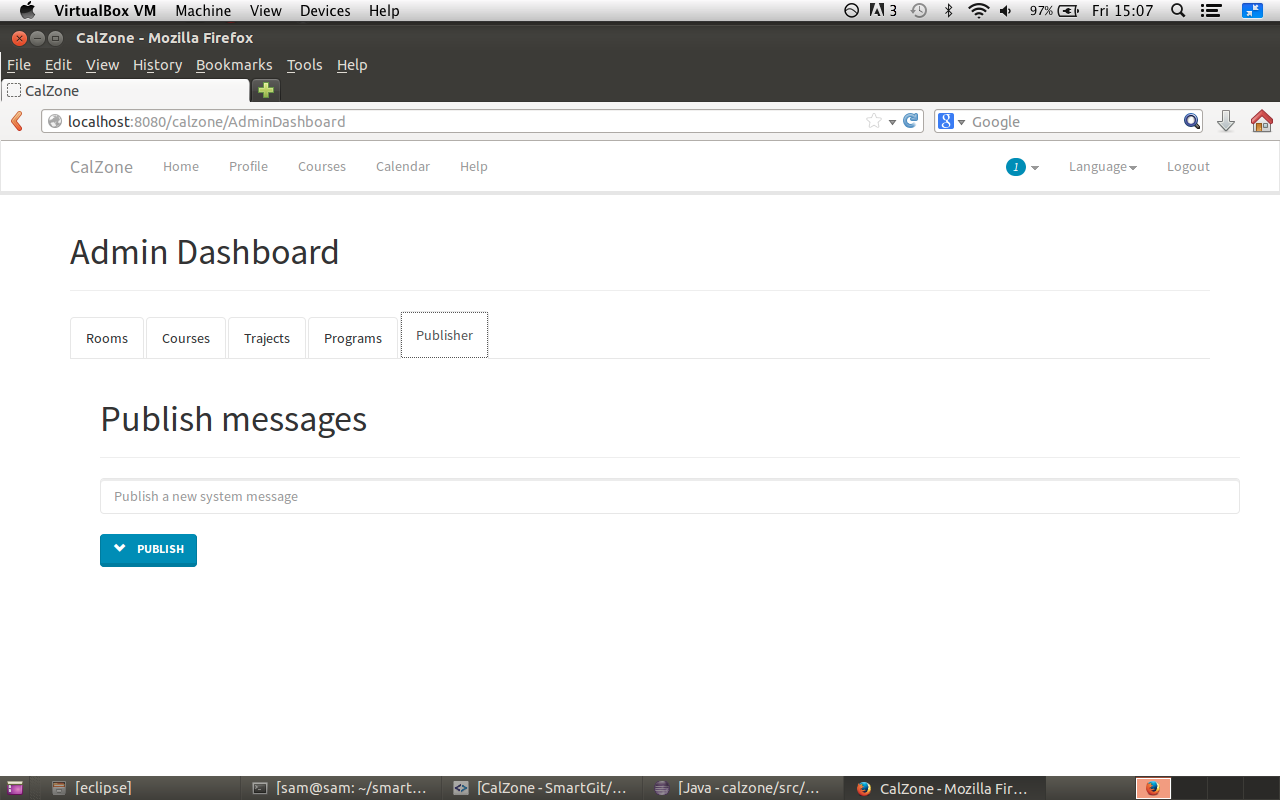 VirtualBox VM Machine View Devices Help 3 97% Fri 15:07
CalZone - Mozilla Firefox
File Edit View History Bookmarks Tools Help
CalZone
localhost:8080/calzone/AdminDashboard Google
CalZone Home Profile Courses Calendar Help 1 Language Logout
Admin Dashboard
Rooms Courses Trajects Programs Publisher
Publish messages
Publish a new system message
PUBLISH
[eclipse] [sam@sam: ~/smart... [CalZone - SmartGit/... [Java - calzone/src/... CalZone - Mozilla Fir...